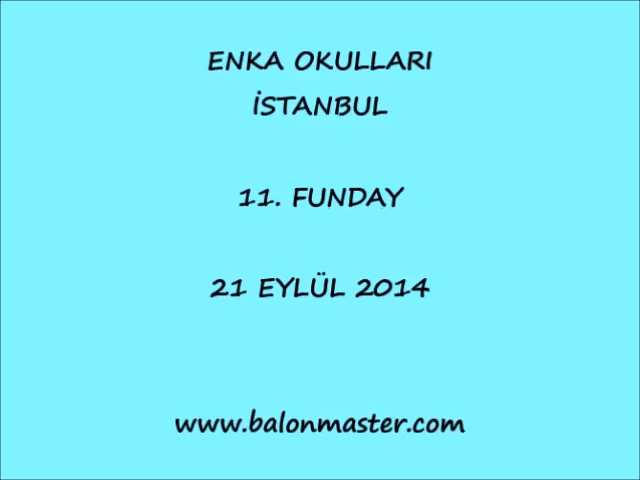 ENKA OKULLARI
İSTANBUL
11. FUNDAY
21 EYLÜL 2014
www.balonmaster.com